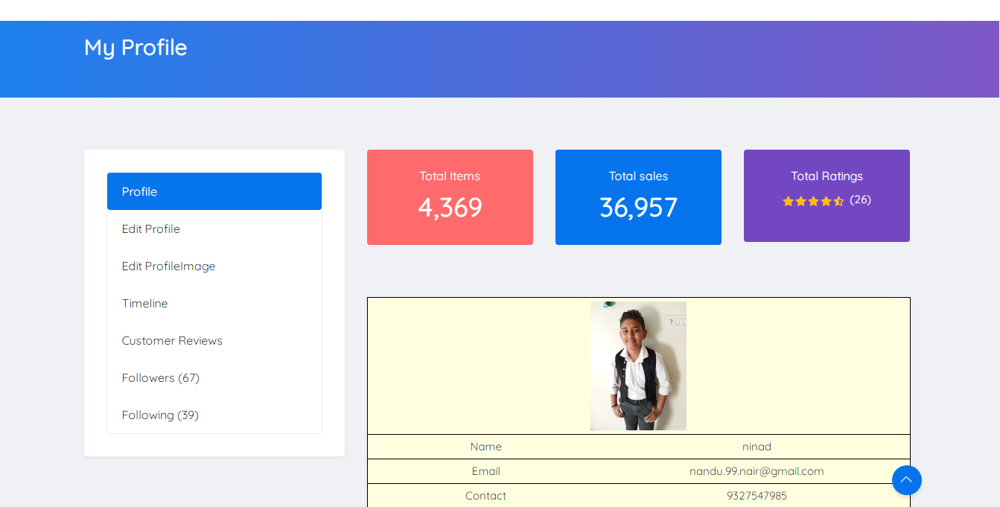 My Profile
Profile
Edit Profile
Edit ProfileImage
Timeline
Customer Reviews
Followers (67)
Following (39)
Total Items
4,369
Total sales
36,957
Total Ratings
(26)
Name ninad
Email nandu.99.nair@gmail.com
Contact 9327547985